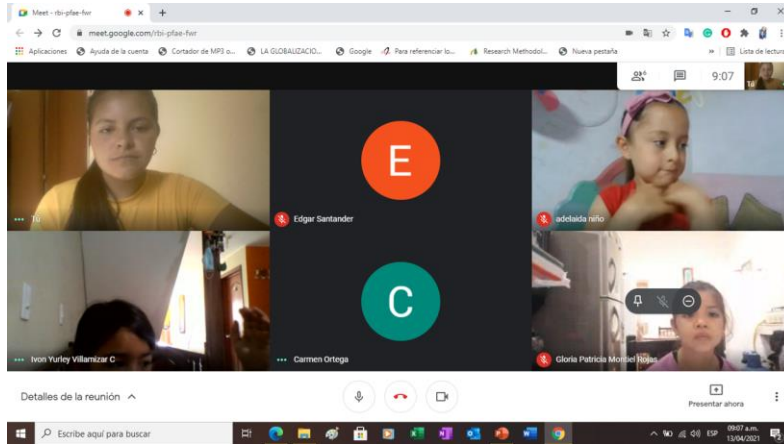 Meet - rbi-pfae-fwr
meet.google.com/rbi-pfae-fwr
Aplicaciones Ayuda de la cuenta Cortador de MP3 o... LA GLOBALIZACIO... Google Para referenciar lo... Research Methodol... Nueva pestaña Lista de lectura
6 9:07 Tú
Tú
E
Edgar Santander
adelaida niño
Ivon Yurley Villamizar C
C
Carmen Ortega
Gloria Patricia Montiel Rojas
Detalles de la reunión
Presentar ahora
Escribe aquí para buscar
ESP
09:07 a.m.
13/04/2021